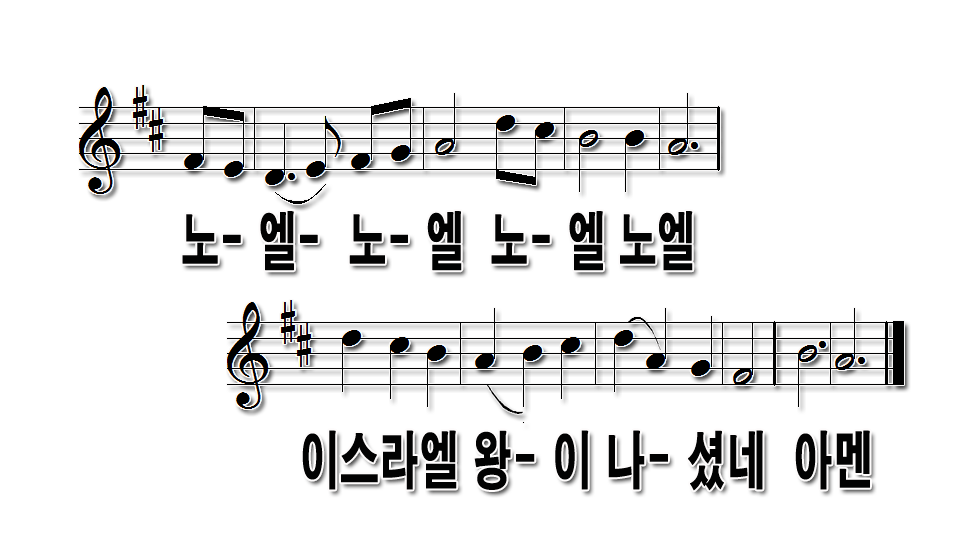 노- 엘- 노- 엘 노- 엘 노엘
이스라엘 왕- 이 나- 셨네 아멘